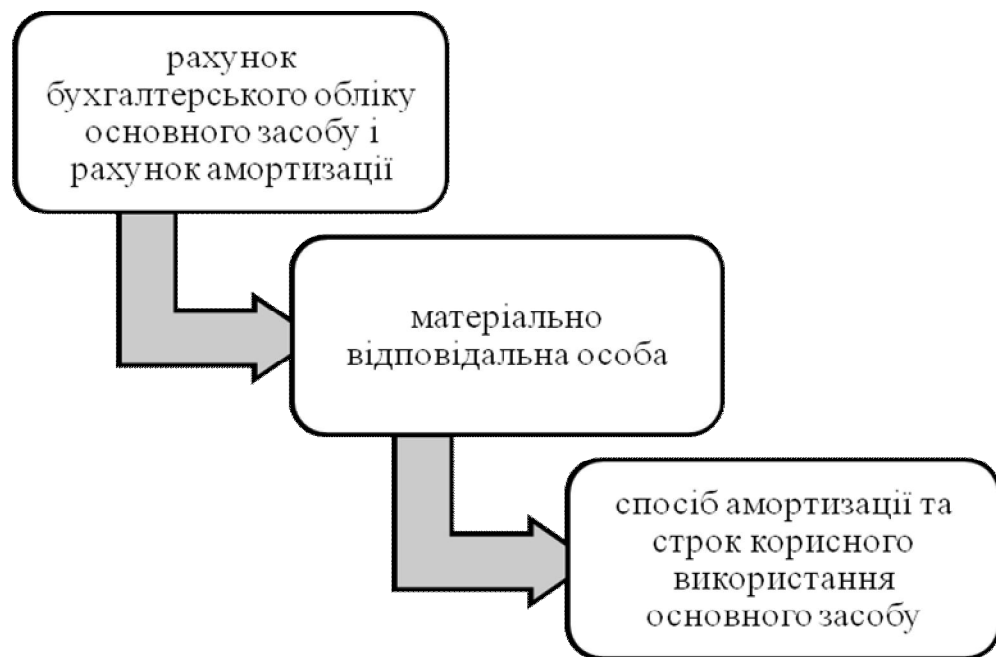 рахунок
бухгалтерського обліку
основного засобу і
рахунок амортизації
матеріально
відповідальна особа
спосіб амортизації та
строк корисного
використання
основного засобу